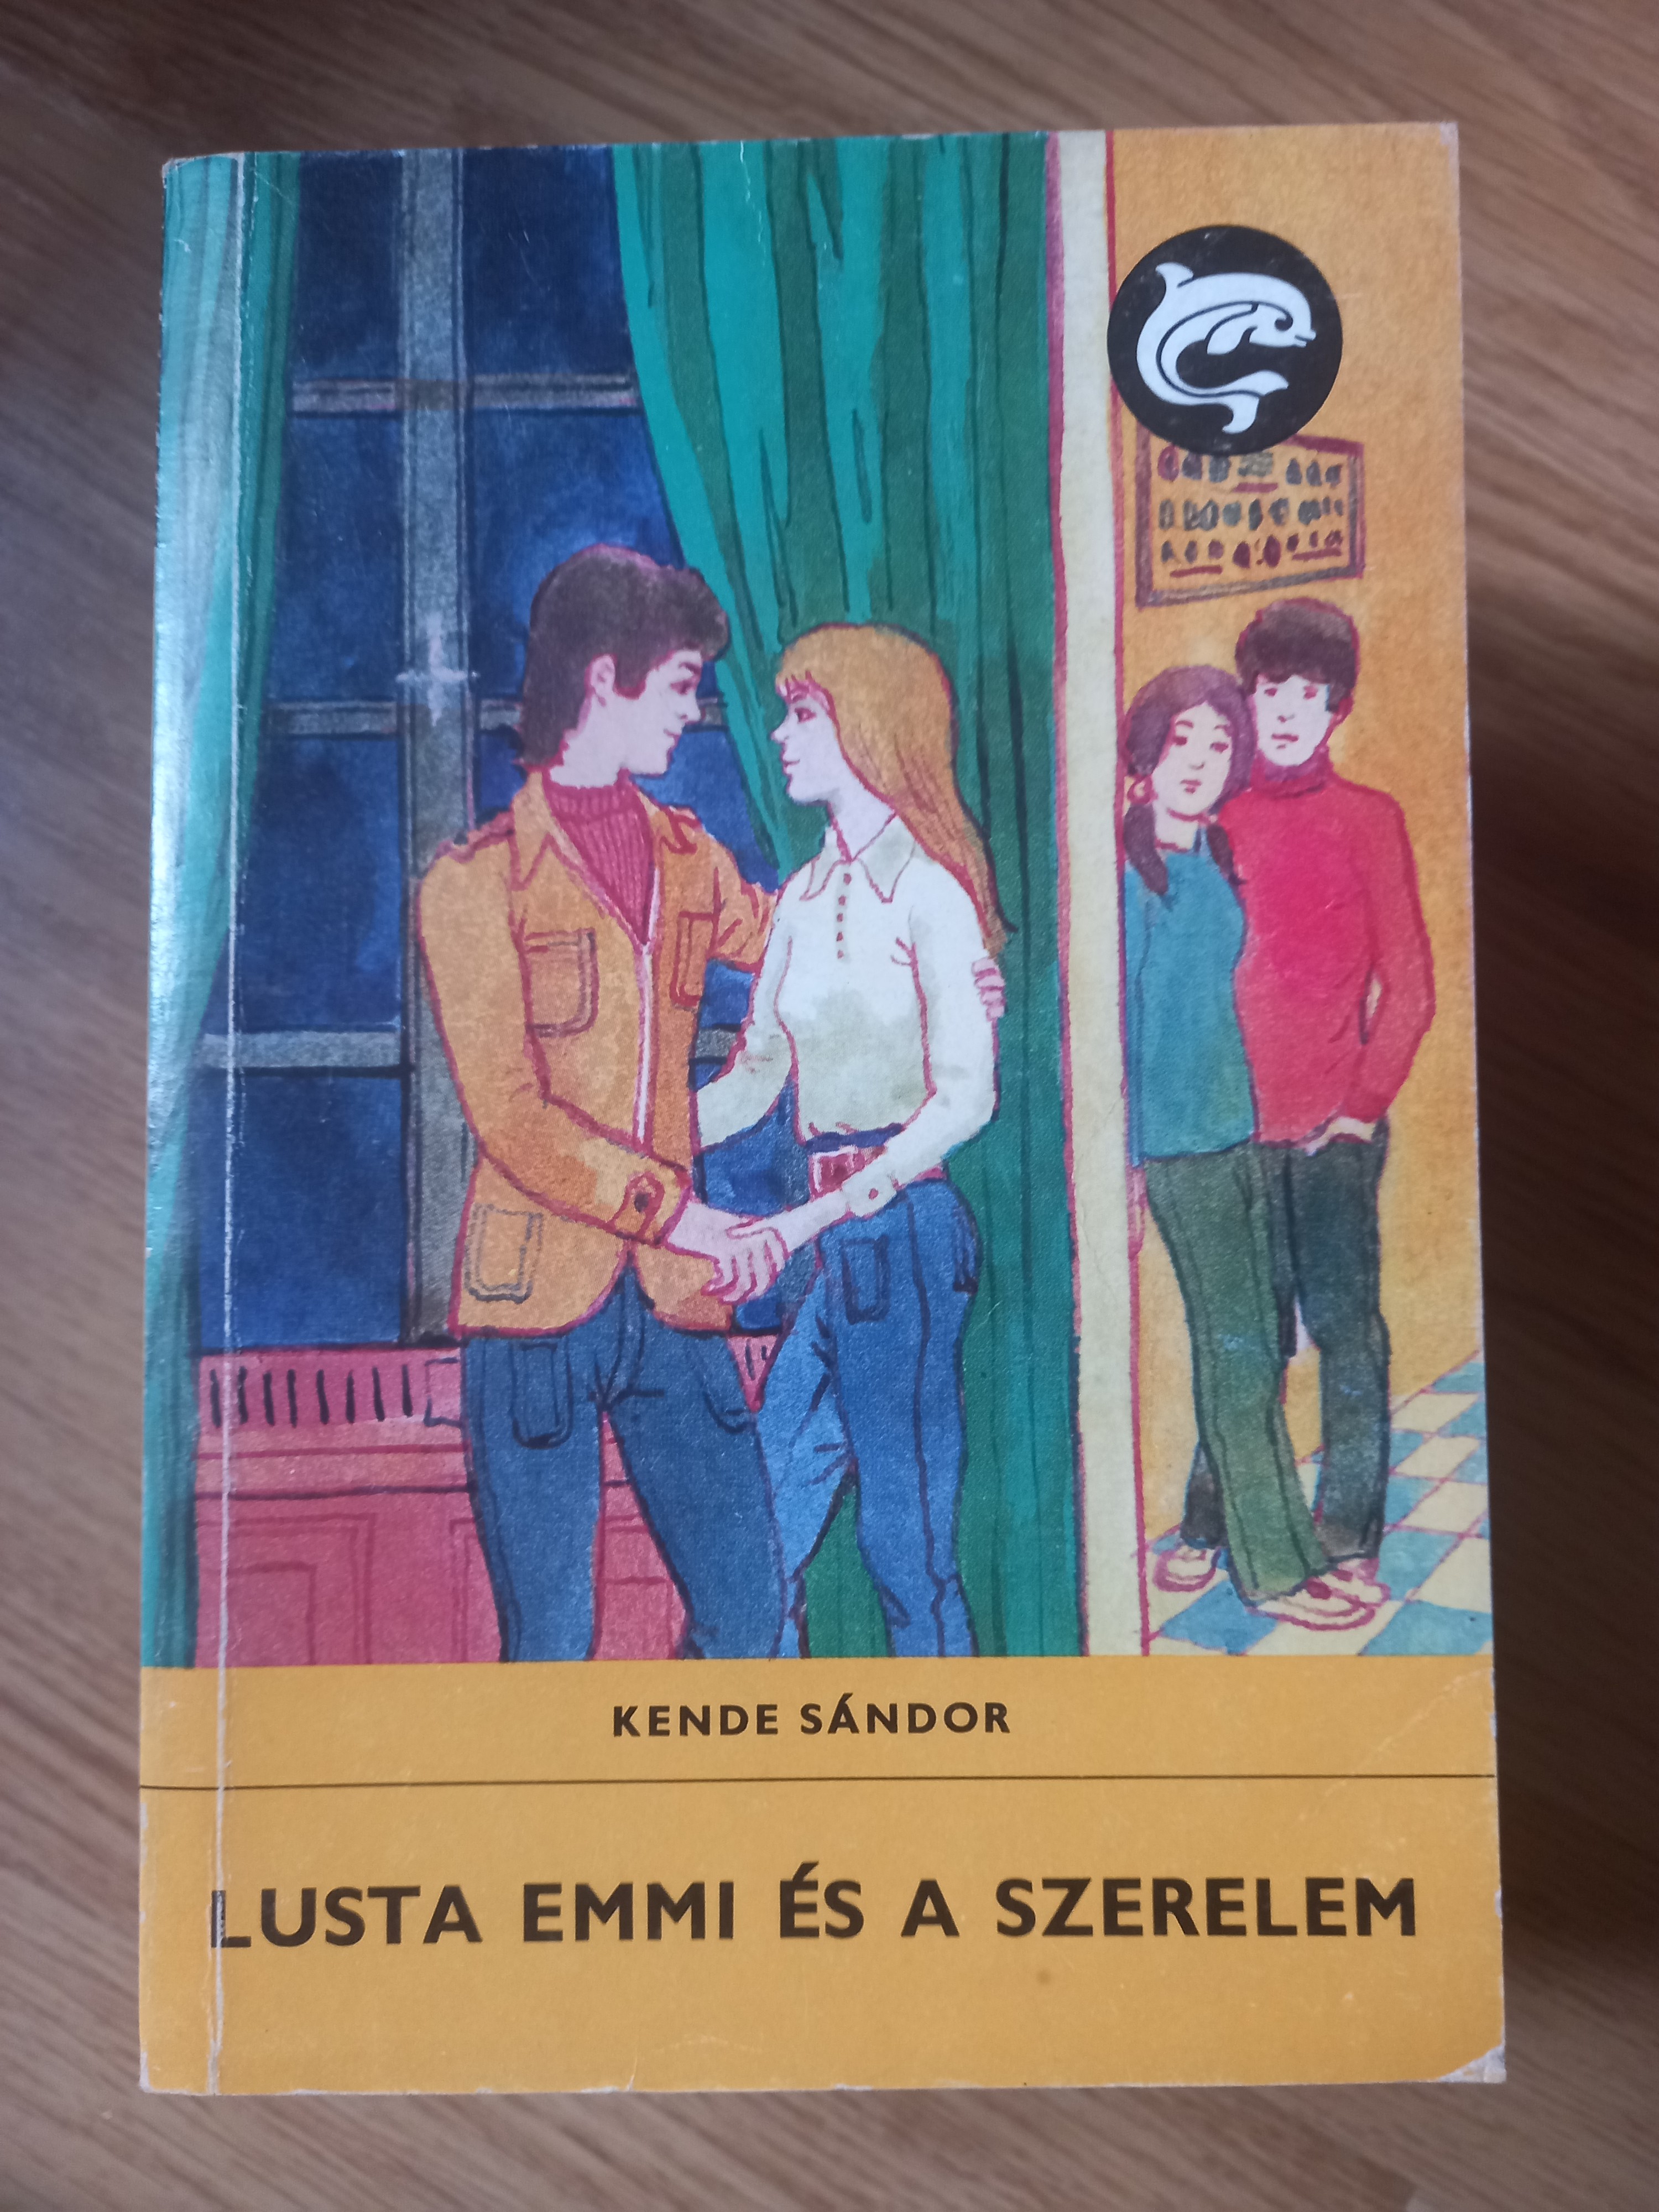 KENDE SÁNDOR
LUSTA EMMI ÉS A SZERELEM